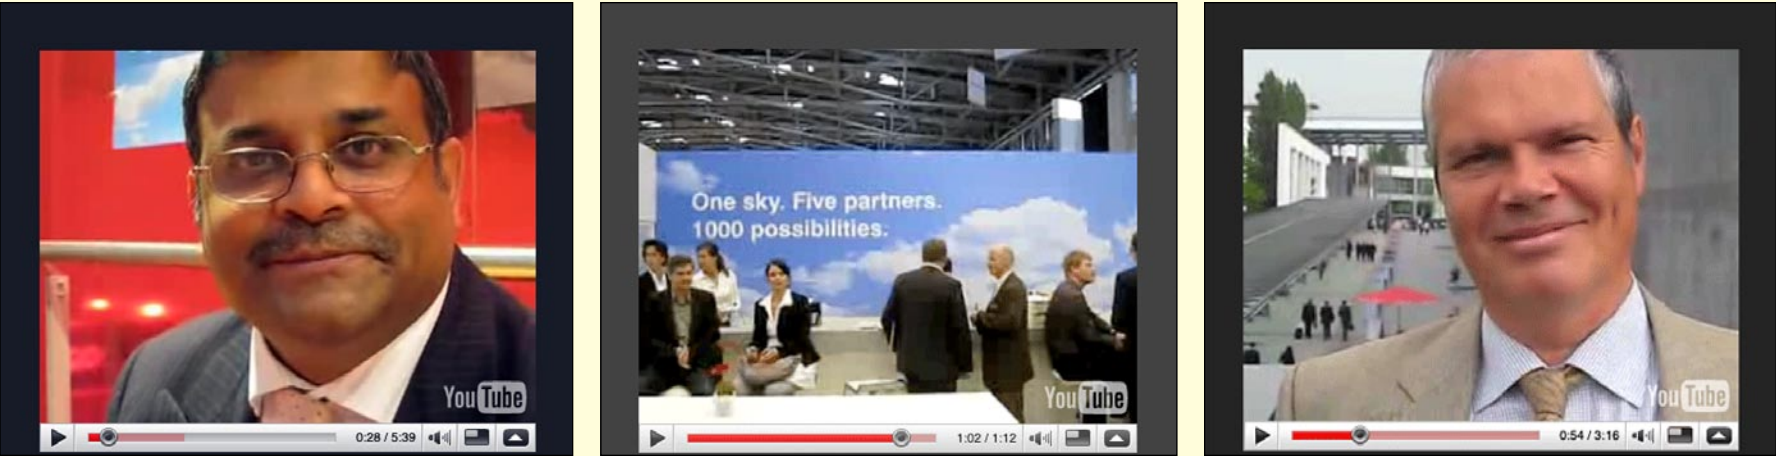 YouTube
0:28 / 5:39
One sky. Five partners.
1000 possibilities.
YouTube
1:02 / 1:12
YouTube
0:54 / 3:16